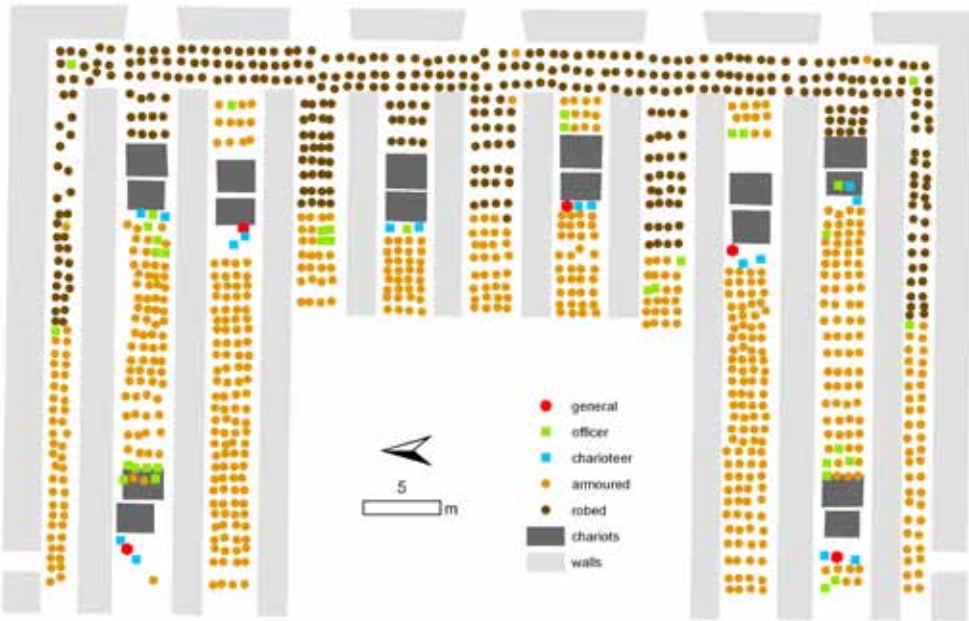 general
officer
charioteer
armoured
robed
chariots
walls
5
m